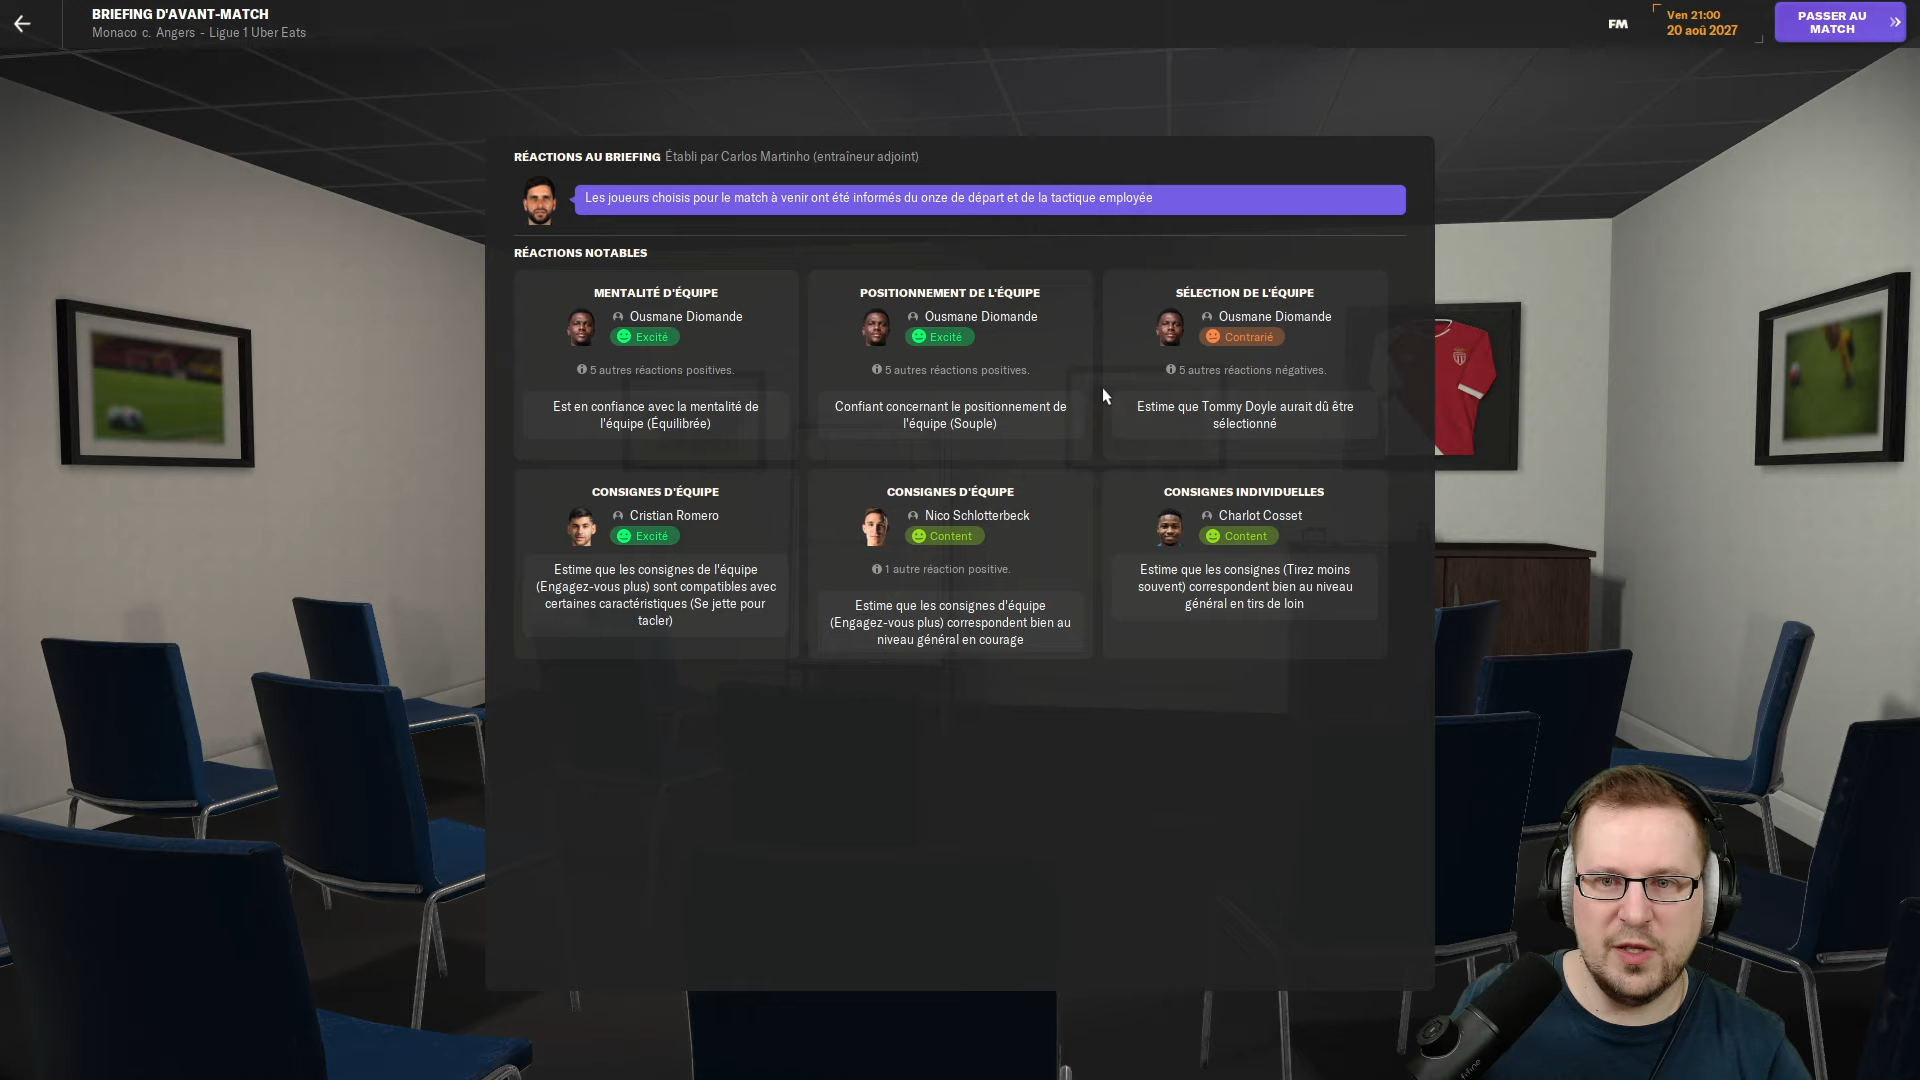 BRIEFING D'AVANT-MATCH
Monaco c. Angers - Ligue 1 Uber Eats
FM
Ven 21:00
20 aoû 2027
PASSER AU
MATCH
RÉACTIONS AU BRIEFING Établi par Carlos Martinho (entraîneur adjoint)
Les joueurs choisis pour le match à venir ont été informés du onze de départ et de la tactique employée
RÉACTIONS NOTABLES
MENTALITÉ D'ÉQUIPE
Ousmane Diomande
Excité
5 autres réactions positives.
Est en confiance avec la mentalité de
l'équipe (Équilibrée)
POSITIONNEMENT DE L'ÉQUIPE
Ousmane Diomande
Excité
5 autres réactions positives.
Confiant concernant le positionnement de
l'équipe (Souple)
SÉLECTION DE L'ÉQUIPE
Ousmane Diomande
Contrarié
5 autres réactions négatives.
Estime que Tommy Doyle aurait dû être
sélectionné
CONSIGNES D'ÉQUIPE
Cristian Romero
Excité
Estime que les consignes de l'équipe
(Engagez-vous plus) sont compatibles avec
certaines caractéristiques (Se jette pour
tacler)
CONSIGNES D'ÉQUIPE
Nico Schlotterbeck
Content
1 autre réaction positive.
Estime que les consignes d'équipe
(Engagez-vous plus) correspondent bien au
niveau général en courage
CONSIGNES INDIVIDUELLES
Charlot Cosset
Content
Estime que les consignes (Tirez moins
souvent) correspondent bien au niveau
général en tirs de loin